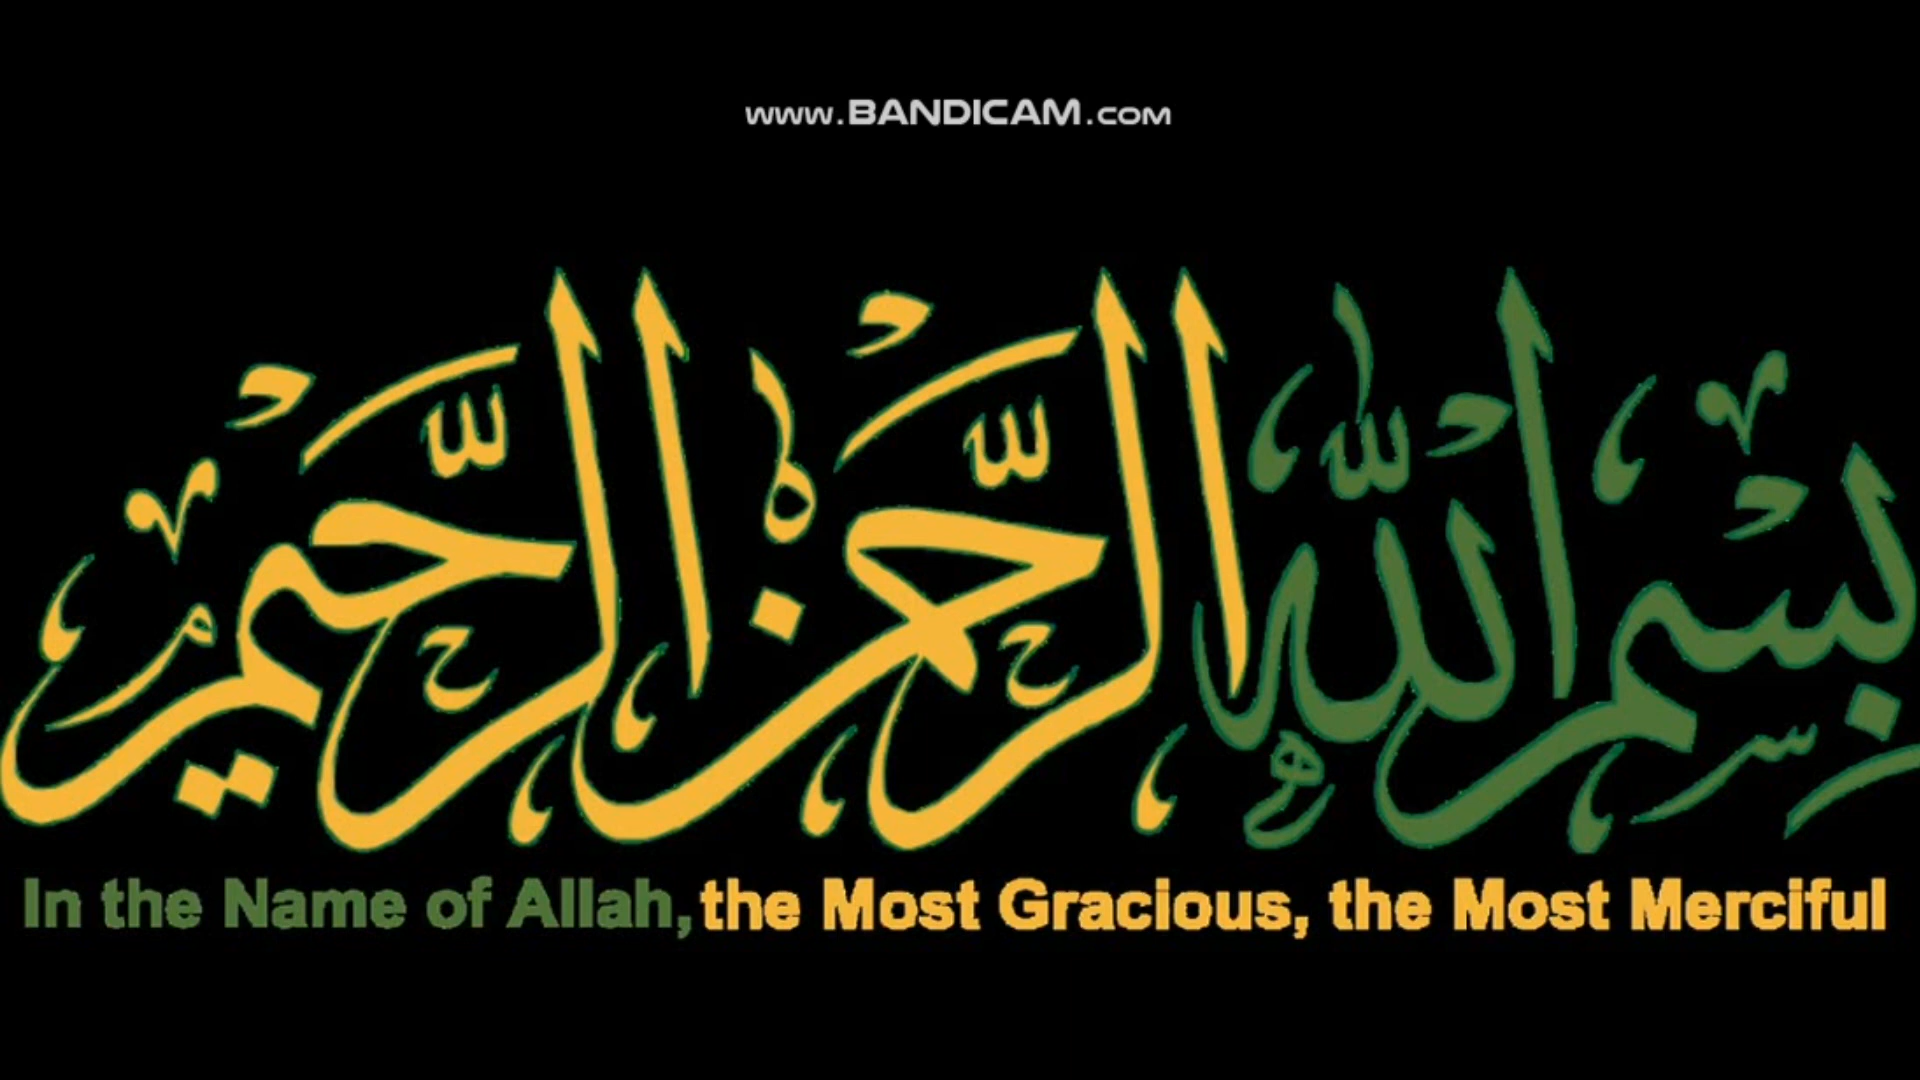 www.BANDICAM.com
بسم الله الرحمن الرحيم
In the Name of Allah, the Most Gracious, the Most Merciful